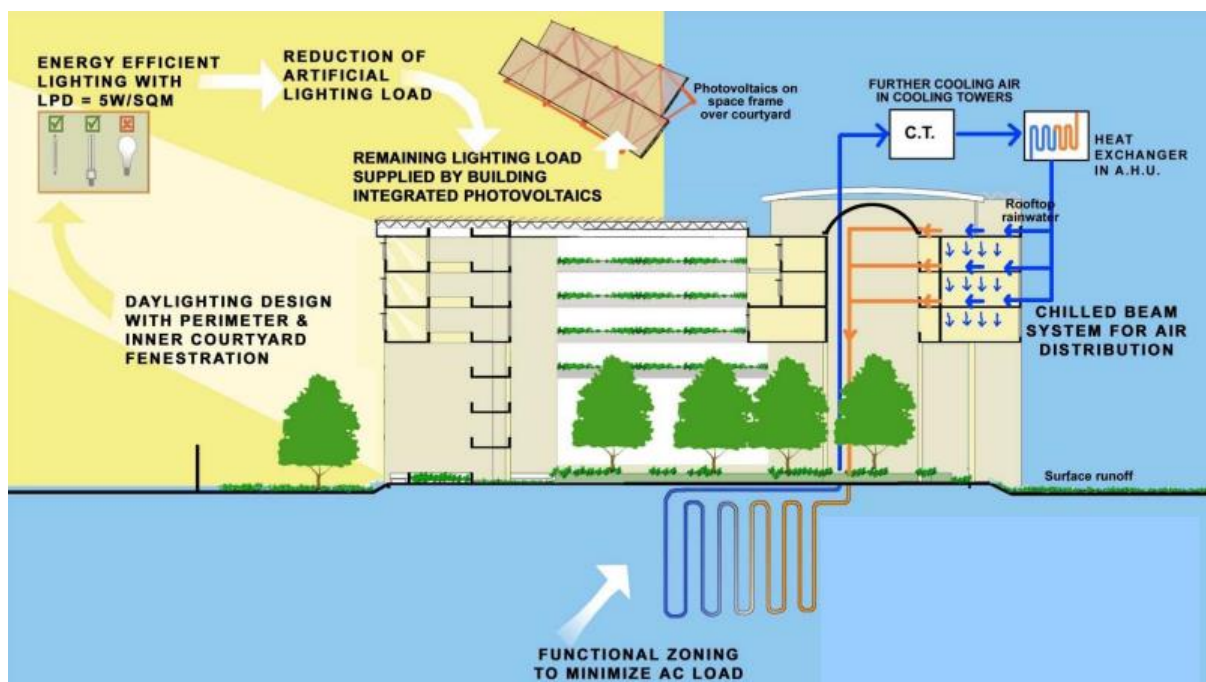 ENERGY EFFICIENT
LIGHTING WITH
LPD = 5W/SQM
REDUCTION OF
ARTIFICIAL
LIGHTING LOAD
Photovoltaics on
space frame
over courtyard
REMAINING LIGHTING LOAD
SUPPLIED BY BUILDING
INTEGRATED PHOTOVOLTAICS
FURTHER COOLING AIR
IN COOLING TOWERS
C.T.
HEAT
EXCHANGER
IN A.H.U.
Rooftop
rainwater
DAYLIGHTING DESIGN
WITH PERIMETER &
INNER COURTYARD
FENESTRATION
CHILLED BEAM
SYSTEM FOR AIR
DISTRIBUTION
Surface runoff
FUNCTIONAL ZONING
TO MINIMIZE AC LOAD